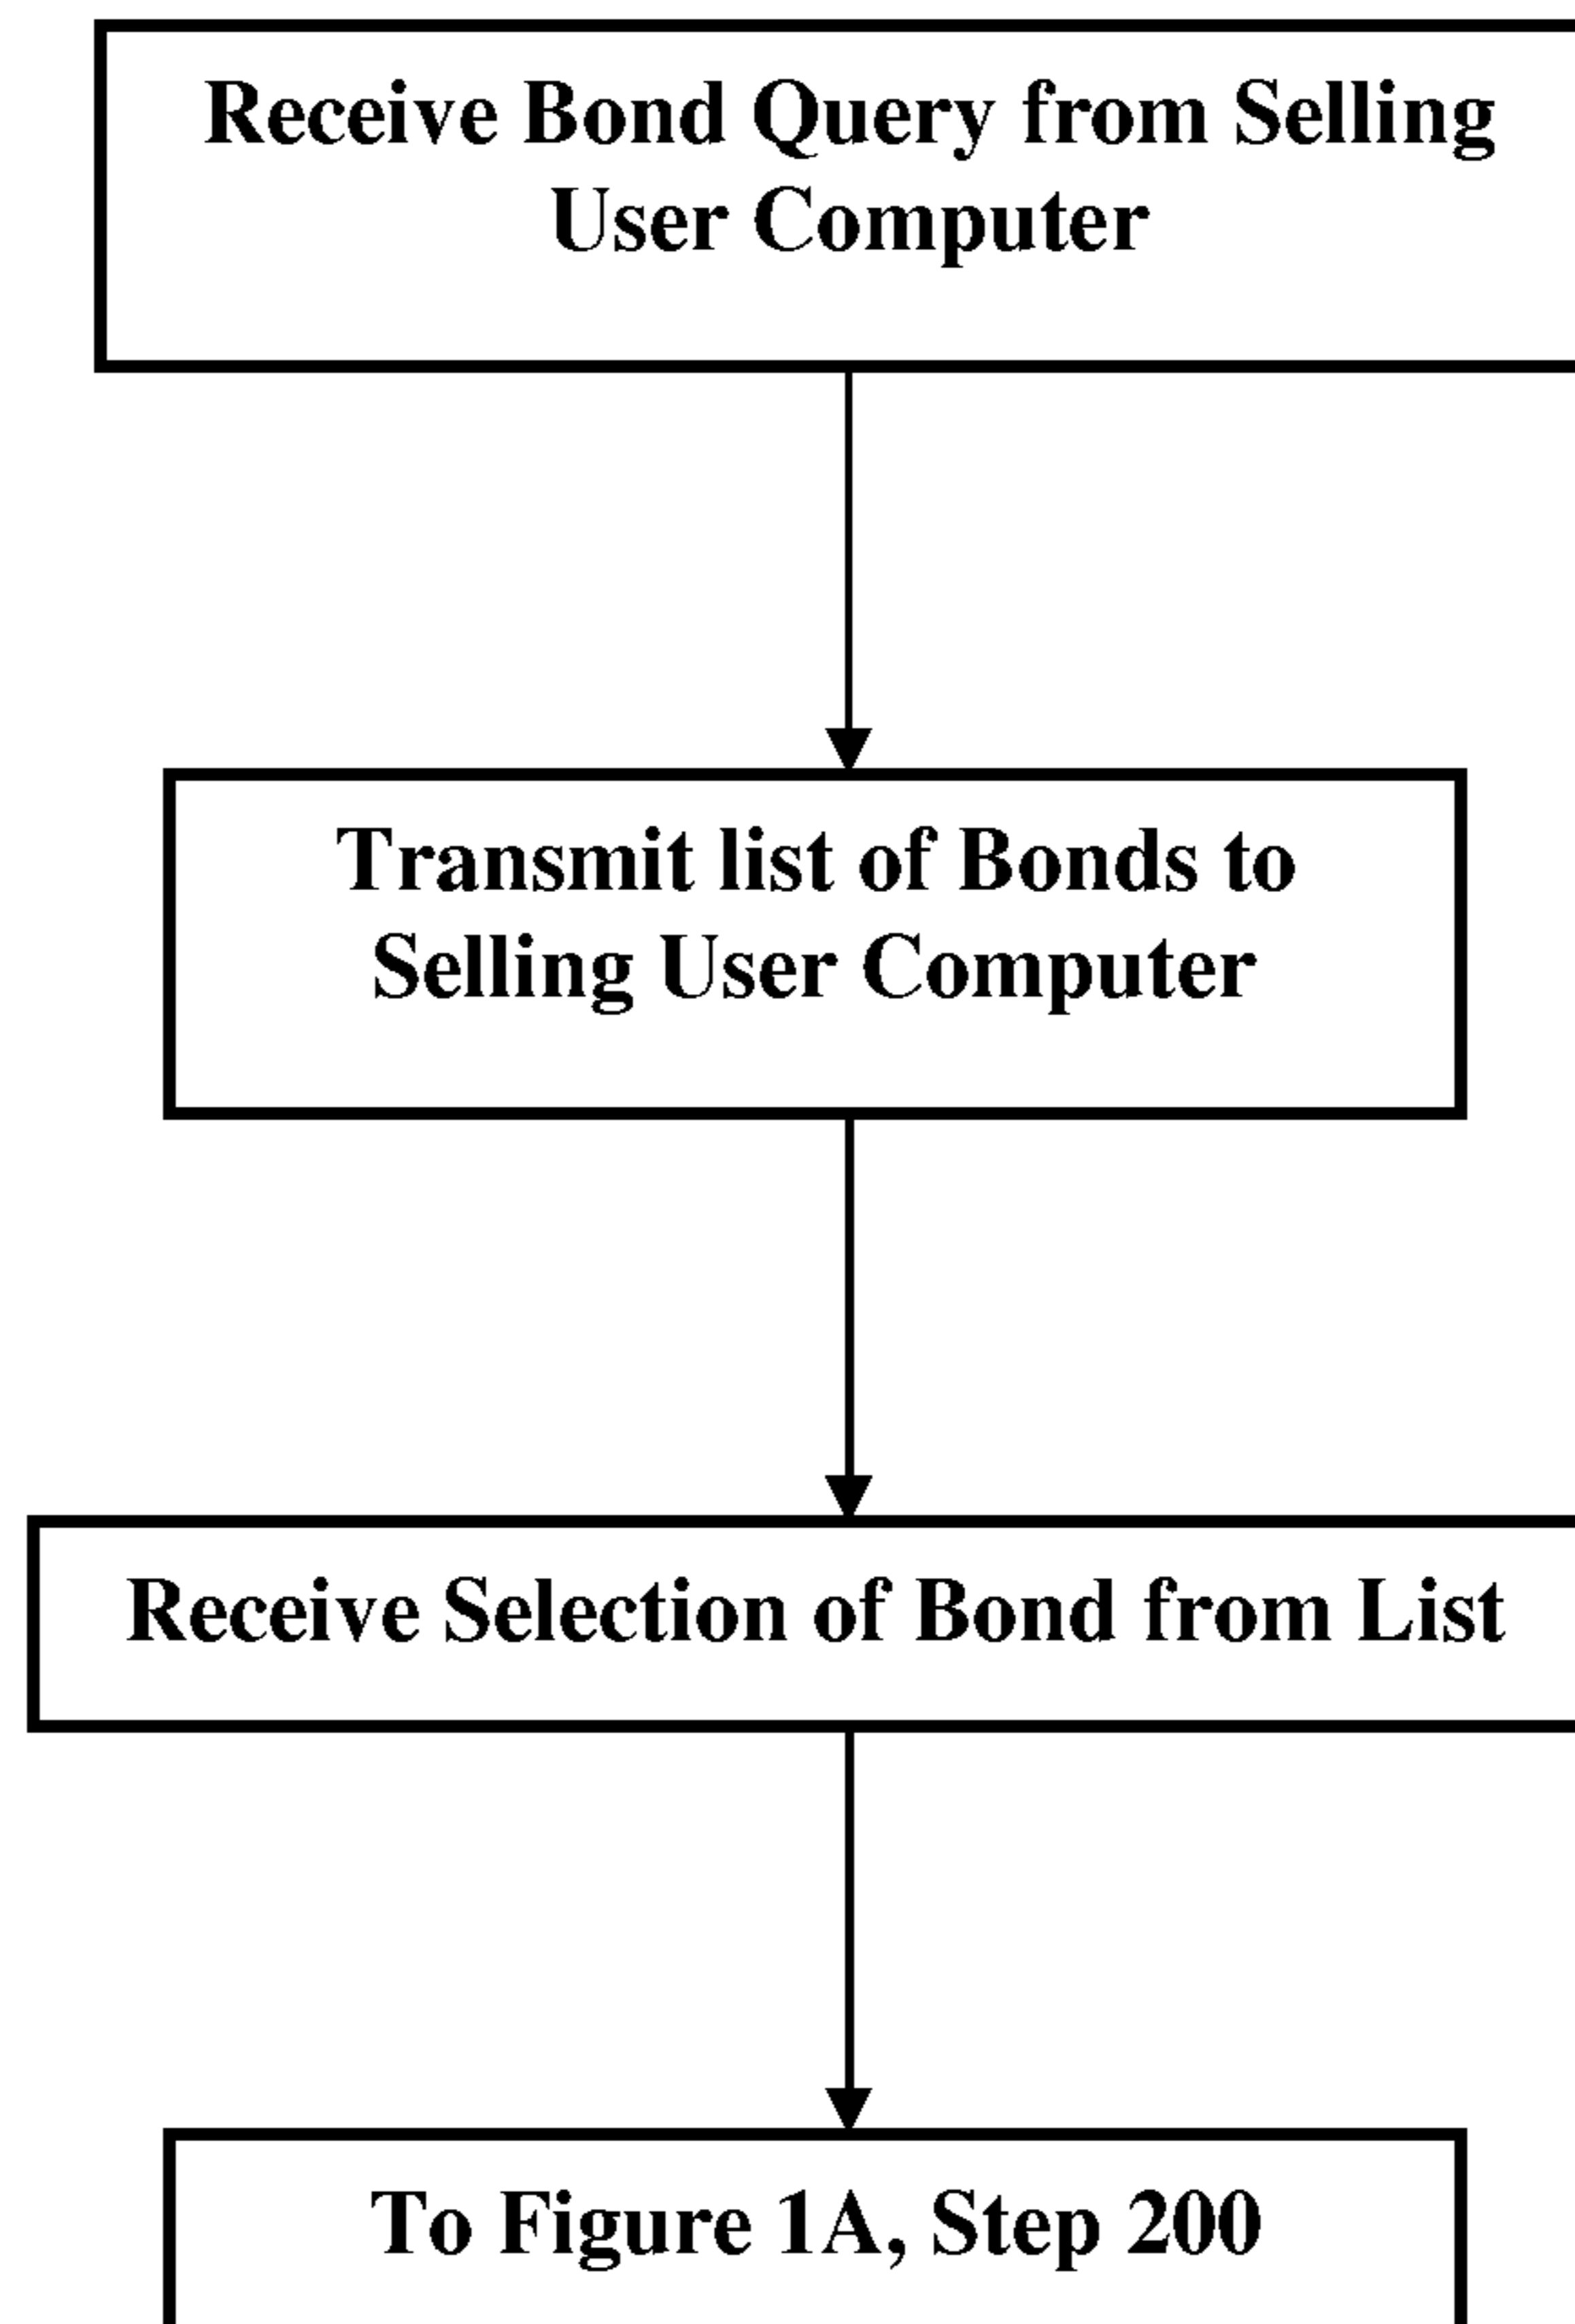 Receive Bond Query from Selling
User Computer
Transmit list of Bonds to
Selling User Computer
Receive Selection of Bond from List
To Figure 1A, Step 200